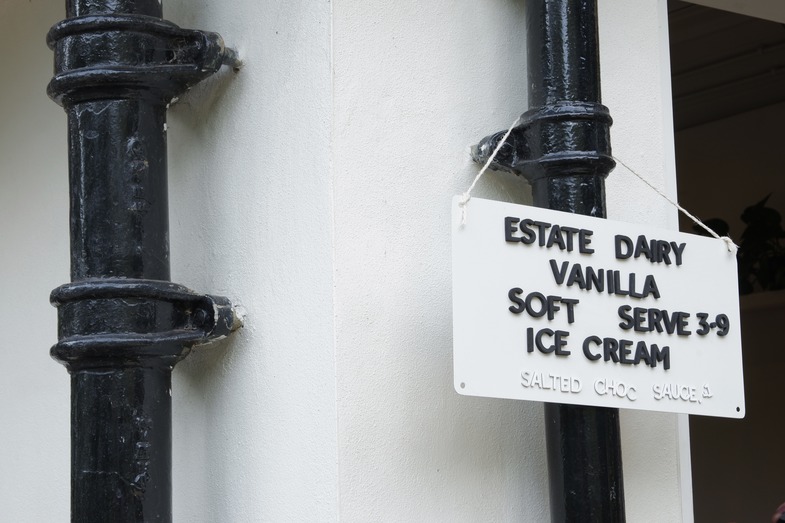 ESTATE DAIRY
VANILLA
SOFT SERVE 3-9
ICE CREAM
SALTED CHOC SAUCE